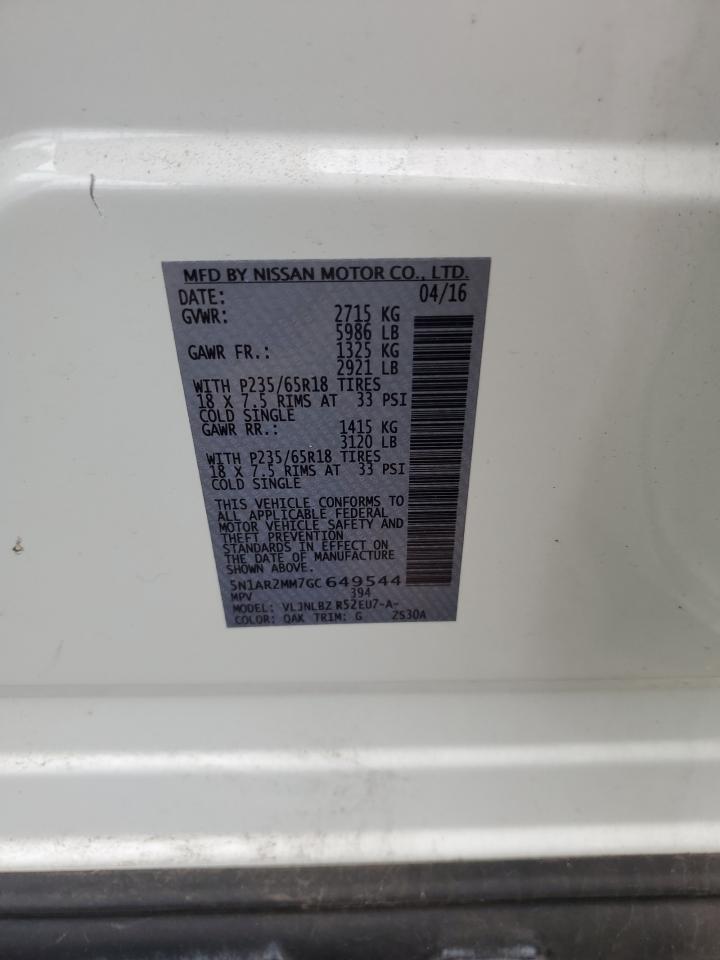 MFD BY NISSAN MOTOR CO., LTD.
DATE: 04/16
GVWR: 2715 KG
5986 LB
GAWR FR.: 1325 KG
2921 LB
WITH P235/65R18 TIRES
18 X 7.5 RIMS AT 33 PSI
COLD SINGLE
GAWR RR.: 1415 KG
3120 LB
WITH P235/65R18 TIRES
18 X 7.5 RIMS AT 33 PSI
COLD SINGLE
THIS VEHICLE CONFORMS TO
ALL APPLICABLE FEDERAL
MOTOR VEHICLE SAFETY AND
THEFT PREVENTION
STANDARDS IN EFFECT ON
THE DATE OF MANUFACTURE
SHOWN ABOVE.
5N1AR2MM7GC649544
MPV 394
MODEL: VLJNLBZ R52EU7-A-
COLOR: QAK TRIM: G ZS30A